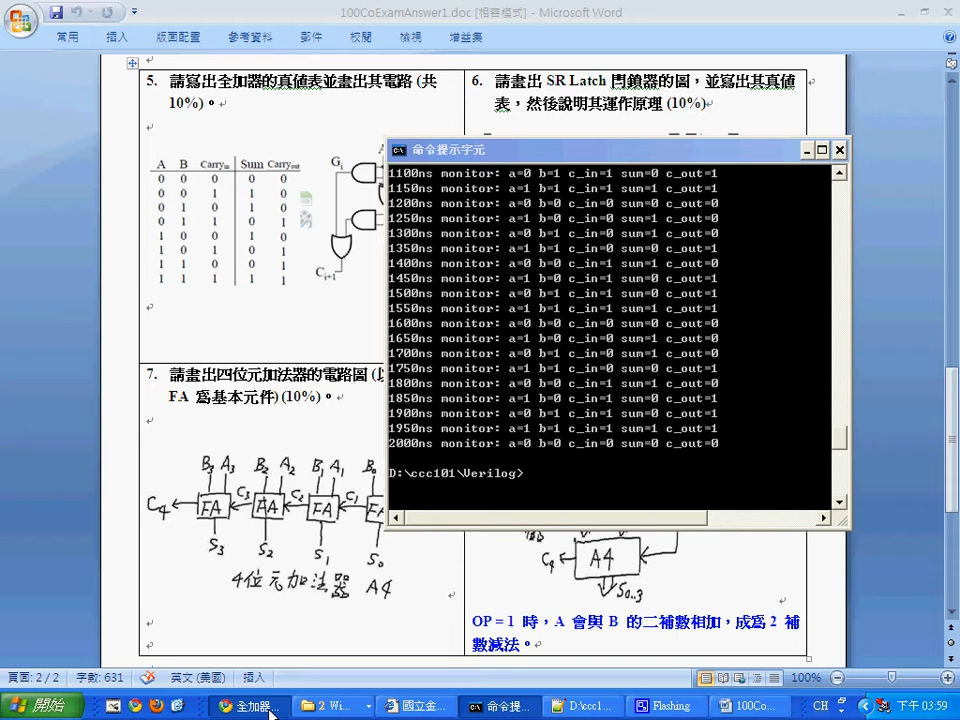 100CoExamAnswer1.doc [相容模式] - Microsoft Word
常用 插入 版面配置 參考資料 郵件 校閱 檢視 增益集
5. 請寫出全加器的真值表並畫出其電路 (共
10%)。
A B Carryin Sum Carryout
0 0 0 0 0
0 0 1 1 0
0 1 0 1 0
0 1 1 0 1
1 0 0 1 0
1 0 1 0 1
1 1 0 0 1
1 1 1 1 1
Gi
Ci+1
6. 請畫出 SR Latch 閂鎖器的圖，並寫出其真值
表，然後說明其運作原理 (10%)
命令提示字元
1100ns monitor: a=0 b=1 c_in=1 sum=0 c_out=1
1150ns monitor: a=1 b=1 c_in=1 sum=1 c_out=1
1200ns monitor: a=0 b=0 c_in=0 sum=0 c_out=0
1250ns monitor: a=1 b=0 c_in=1 sum=0 c_out=1
1300ns monitor: a=0 b=1 c_in=0 sum=1 c_out=0
1350ns monitor: a=1 b=1 c_in=1 sum=1 c_out=1
1400ns monitor: a=0 b=0 c_in=1 sum=1 c_out=0
1450ns monitor: a=1 b=0 c_in=1 sum=0 c_out=1
1500ns monitor: a=0 b=1 c_in=1 sum=0 c_out=1
1550ns monitor: a=1 b=1 c_in=1 sum=1 c_out=1
1600ns monitor: a=0 b=0 c_in=0 sum=0 c_out=0
1650ns monitor: a=1 b=0 c_in=1 sum=0 c_out=1
1700ns monitor: a=0 b=1 c_in=0 sum=1 c_out=0
1750ns monitor: a=1 b=1 c_in=1 sum=1 c_out=1
1800ns monitor: a=0 b=0 c_in=1 sum=1 c_out=0
1850ns monitor: a=1 b=0 c_in=1 sum=0 c_out=1
1900ns monitor: a=0 b=1 c_in=1 sum=0 c_out=1
1950ns monitor: a=1 b=1 c_in=1 sum=1 c_out=1
2000ns monitor: a=0 b=0 c_in=0 sum=0 c_out=0
D:\ccc101\Verilog>
7. 請畫出四位元加法器的電路圖 (以
FA 為基本元件) (10%)。
B3 A3 B2 A2 B1 A1 B0
C4 FA C3 FA C2 FA C1 FA
S3 S2 S1 S0
4位元加法器 A4
C4 A4
S0..3
OP = 1 時，A 會與 B 的二補數相加，成為 2 補
數減法。
頁面: 2 / 2 字數: 631 英文 (美國) 插入 100%
開始 全加器... 2 Wi... 國立金... 命令提... D:\ccc1... Flashing 100Co... CH 下午 03:59